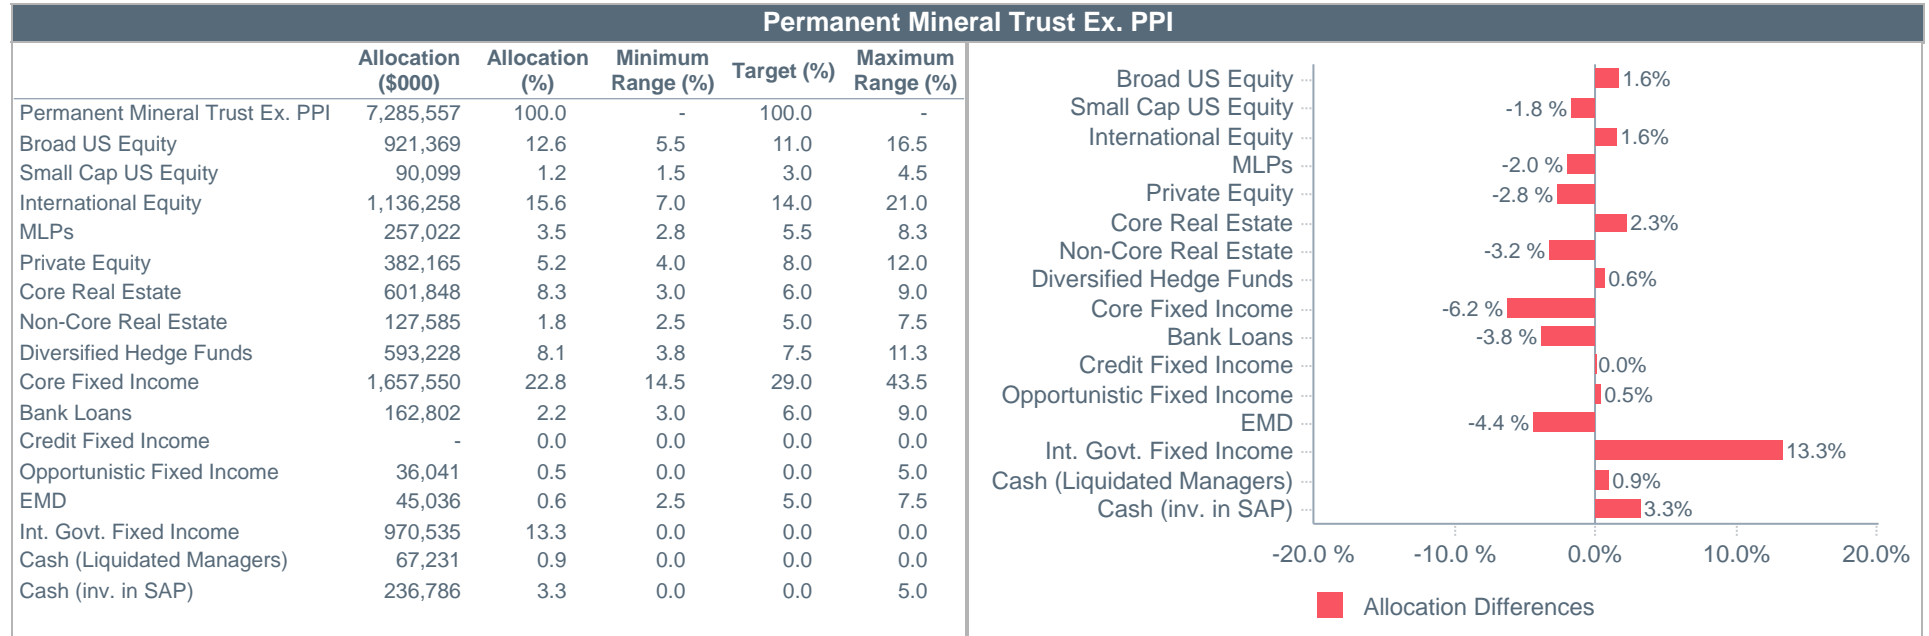 Permanent Mineral Trust Ex. PPI
Allocation ($000) Allocation (%) Minimum Range (%) Target (%) Maximum Range (%)
Permanent Mineral Trust Ex. PPI 7,285,557 100.0 - 100.0 -
Broad US Equity 921,369 12.6 5.5 11.0 16.5
Small Cap US Equity 90,099 1.2 1.5 3.0 4.5
International Equity 1,136,258 15.6 7.0 14.0 21.0
MLPs 257,022 3.5 2.8 5.5 8.3
Private Equity 382,165 5.2 4.0 8.0 12.0
Core Real Estate 601,848 8.3 3.0 6.0 9.0
Non-Core Real Estate 127,585 1.8 2.5 5.0 7.5
Diversified Hedge Funds 593,228 8.1 3.8 7.5 11.3
Core Fixed Income 1,657,550 22.8 14.5 29.0 43.5
Bank Loans 162,802 2.2 3.0 6.0 9.0
Credit Fixed Income - 0.0 0.0 0.0 0.0
Opportunistic Fixed Income 36,041 0.5 0.0 0.0 5.0
EMD 45,036 0.6 2.5 5.0 7.5
Int. Govt. Fixed Income 970,535 13.3 0.0 0.0 0.0
Cash (Liquidated Managers) 67,231 0.9 0.0 0.0 0.0
Cash (inv. in SAP) 236,786 3.3 0.0 0.0 5.0
Broad US Equity 1.6%
Small Cap US Equity -1.8 %
International Equity 1.6%
MLPs -2.0 %
Private Equity -2.8 %
Core Real Estate 2.3%
Non-Core Real Estate -3.2 %
Diversified Hedge Funds 0.6%
Core Fixed Income -6.2 %
Bank Loans -3.8 %
Credit Fixed Income 0.0%
Opportunistic Fixed Income 0.5%
EMD -4.4 %
Int. Govt. Fixed Income 13.3%
Cash (Liquidated Managers) 0.9%
Cash (inv. in SAP) 3.3%
-20.0 % -10.0 % 0.0% 10.0% 20.0%
Allocation Differences